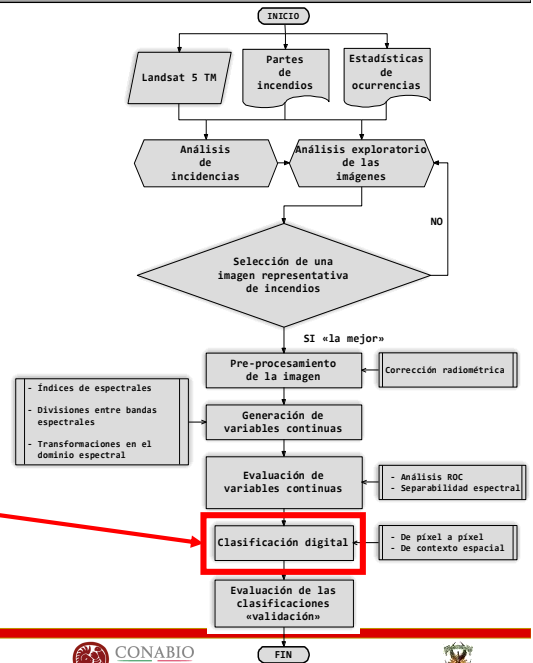 INICIO
Landsat 5 TM
Partes
de
incendios
Estadísticas
de
ocurrencias
Análisis
de
incidencias
Análisis exploratorio
de las
imágenes
NO
Selección de una
imagen representativa
de incendios
SI «la mejor»
Pre-procesamiento
de la imagen
Corrección radiométrica
- Índices de espectrales
- Divisiones entre bandas
espectrales
- Transformaciones en el
dominio espectral
Generación de
variables continuas
Evaluación de
variables continuas
- Análisis ROC
- Separabilidad espectral
Clasificación digital
- De píxel a píxel
- De contexto espacial
Evaluación de las
clasificaciones
«validación»
FIN
CONABIO